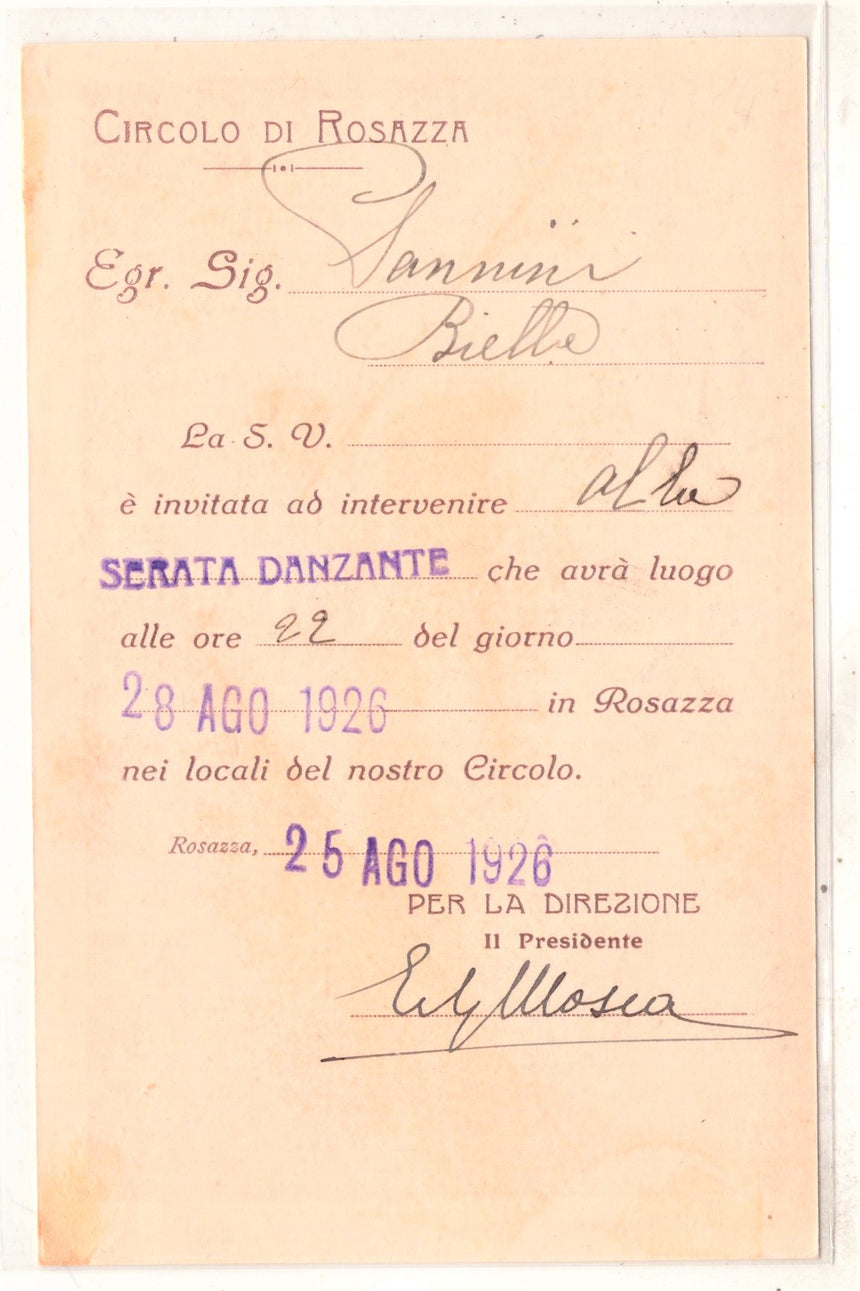 CIRCOLO DI ROSAZZA
Egr. Sig. Vannini
Biella
La S. V.
è invitata ad intervenire alla
SERATA DANZANTE che avrà luogo
alle ore 22 del giorno
28 AGO 1926 in Rosazza
nei locali del nostro Circolo.
Rosazza, 25 AGO 1926
PER LA DIREZIONE
Il Presidente
Mosca